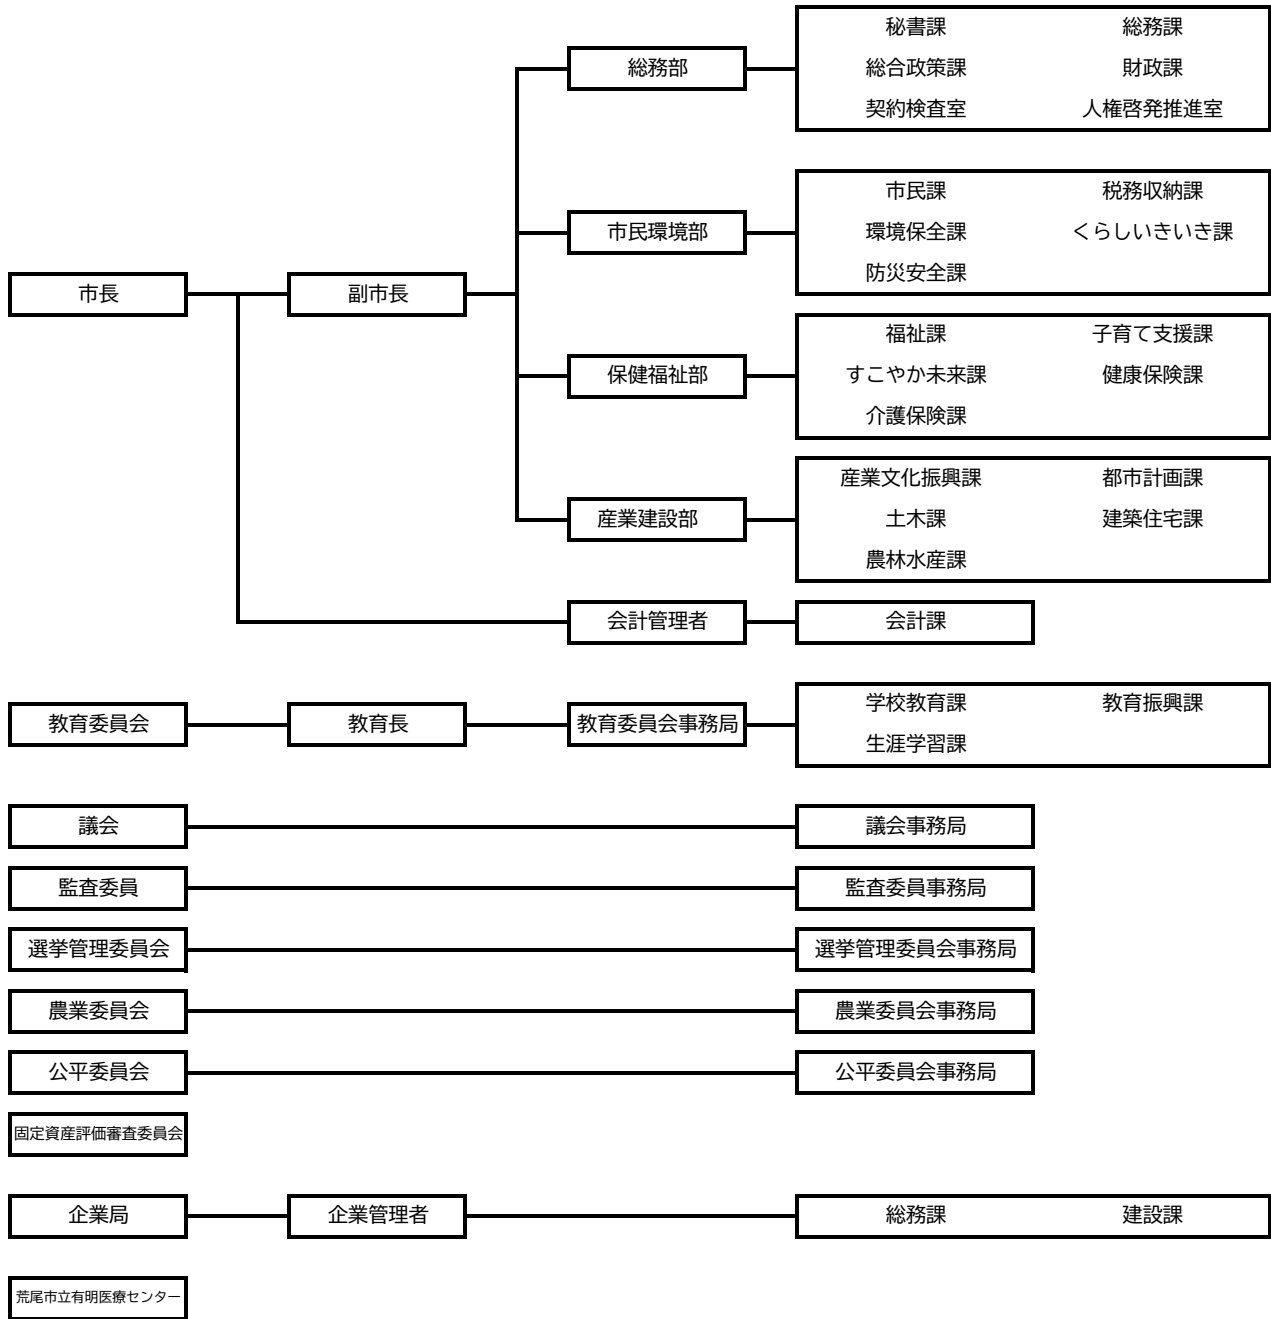 秘書課 総務課
総務部 総合政策課 財政課
契約検査室 人権啓発推進室
市民課 税務収納課
市民環境部 環境保全課 くらしいきいき課
防災安全課
市長 副市長
福祉課 子育て支援課
保健福祉部 すこやか未来課 健康保険課
介護保険課
産業文化振興課 都市計画課
産業建設部 土木課 建築住宅課
農林水産課
会計管理者 会計課
学校教育課 教育振興課
教育委員会 教育長 教育委員会事務局
生涯学習課
議会 議会事務局
監査委員 監査委員事務局
選挙管理委員会 選挙管理委員会事務局
農業委員会 農業委員会事務局
公平委員会 公平委員会事務局
固定資産評価審査委員会
企業局 企業管理者 総務課 建設課
荒尾市立有明医療センター